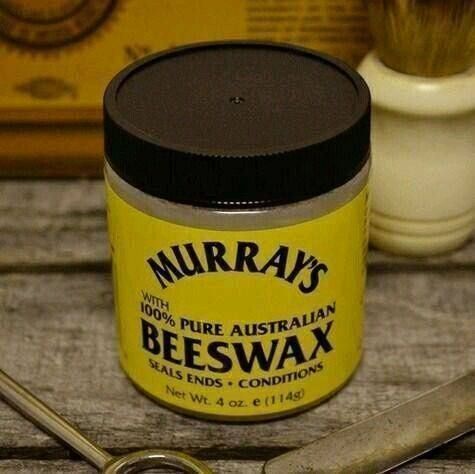 MURRAY'S
WITH
100% PURE AUSTRALIAN
BEESWAX
SEALS ENDS • CONDITIONS
Net Wt. 4 oz. e (114g)